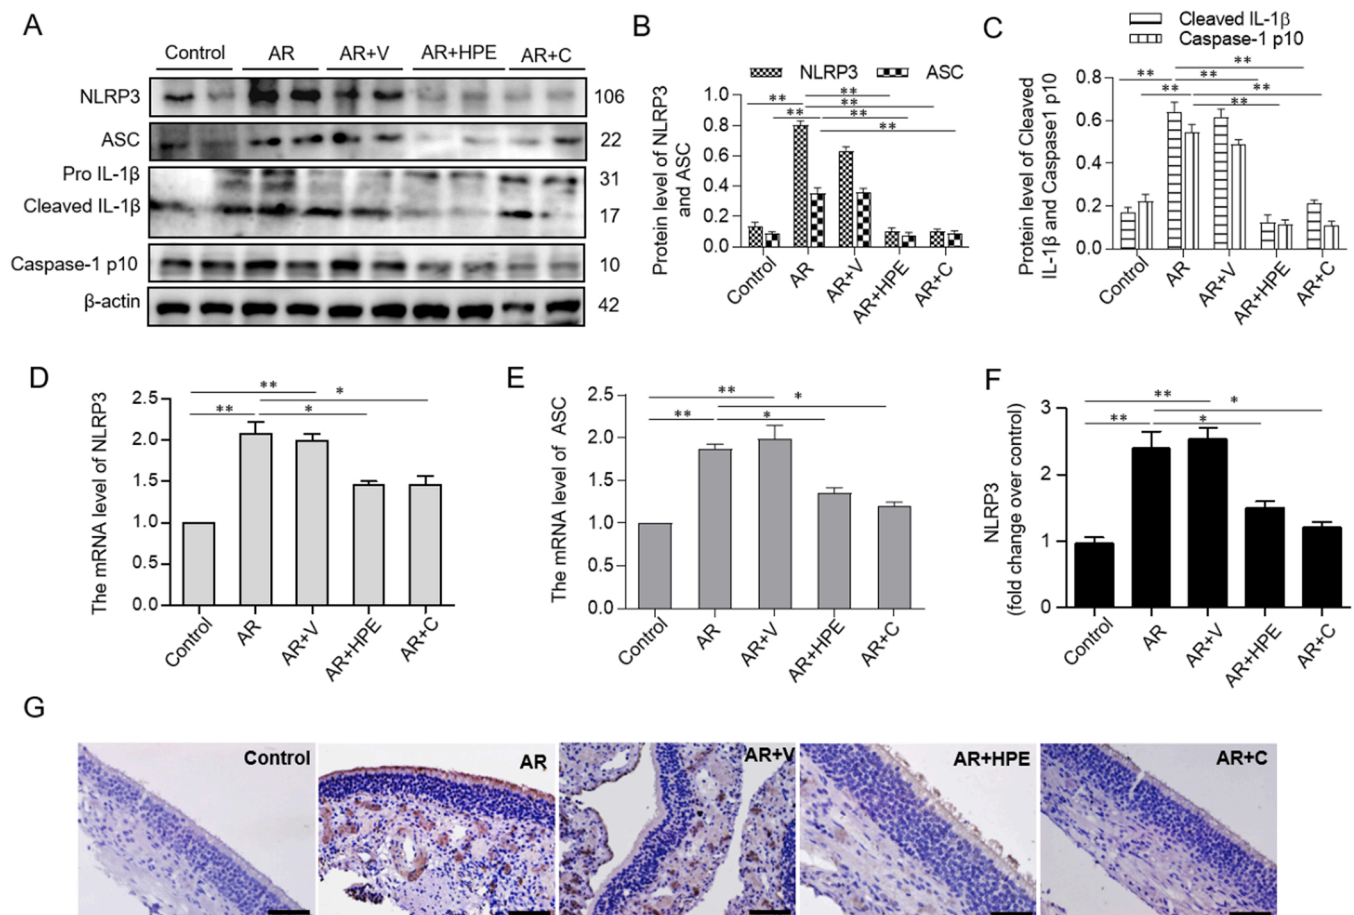 A
Control AR AR+V AR+HPE AR+C
NLRP3 106
ASC 22
Pro IL-1β 31
Cleaved IL-1β 17
Caspase-1 p10 10
β-actin 42
B
NLRP3 ASC
Protein level of NLRP3
and ASC
1.0
0.8
0.6
0.4
0.2
0.0
** ** ** ** ** **
Control AR AR+V AR+HPE AR+C
C
Cleaved IL-1β
Caspase-1 p10
Protein level of Cleaved
IL-1β and Caspase1 p10
0.8
0.6
0.4
0.2
0.0
** ** ** ** ** **
Control AR AR+V AR+HPE AR+C
D
The mRNA level of NLRP3
2.5
2.0
1.5
1.0
0.5
0.0
** * ** *
Control AR AR+V AR+HPE AR+C
E
The mRNA level of ASC
2.5
2.0
1.5
1.0
0.5
0.0
** * ** *
Control AR AR+V AR+HPE AR+C
F
NLRP3
(fold change over control)
3
2
1
0
** * ** *
Control AR AR+V AR+HPE AR+C
G
Control AR AR+V AR+HPE AR+C